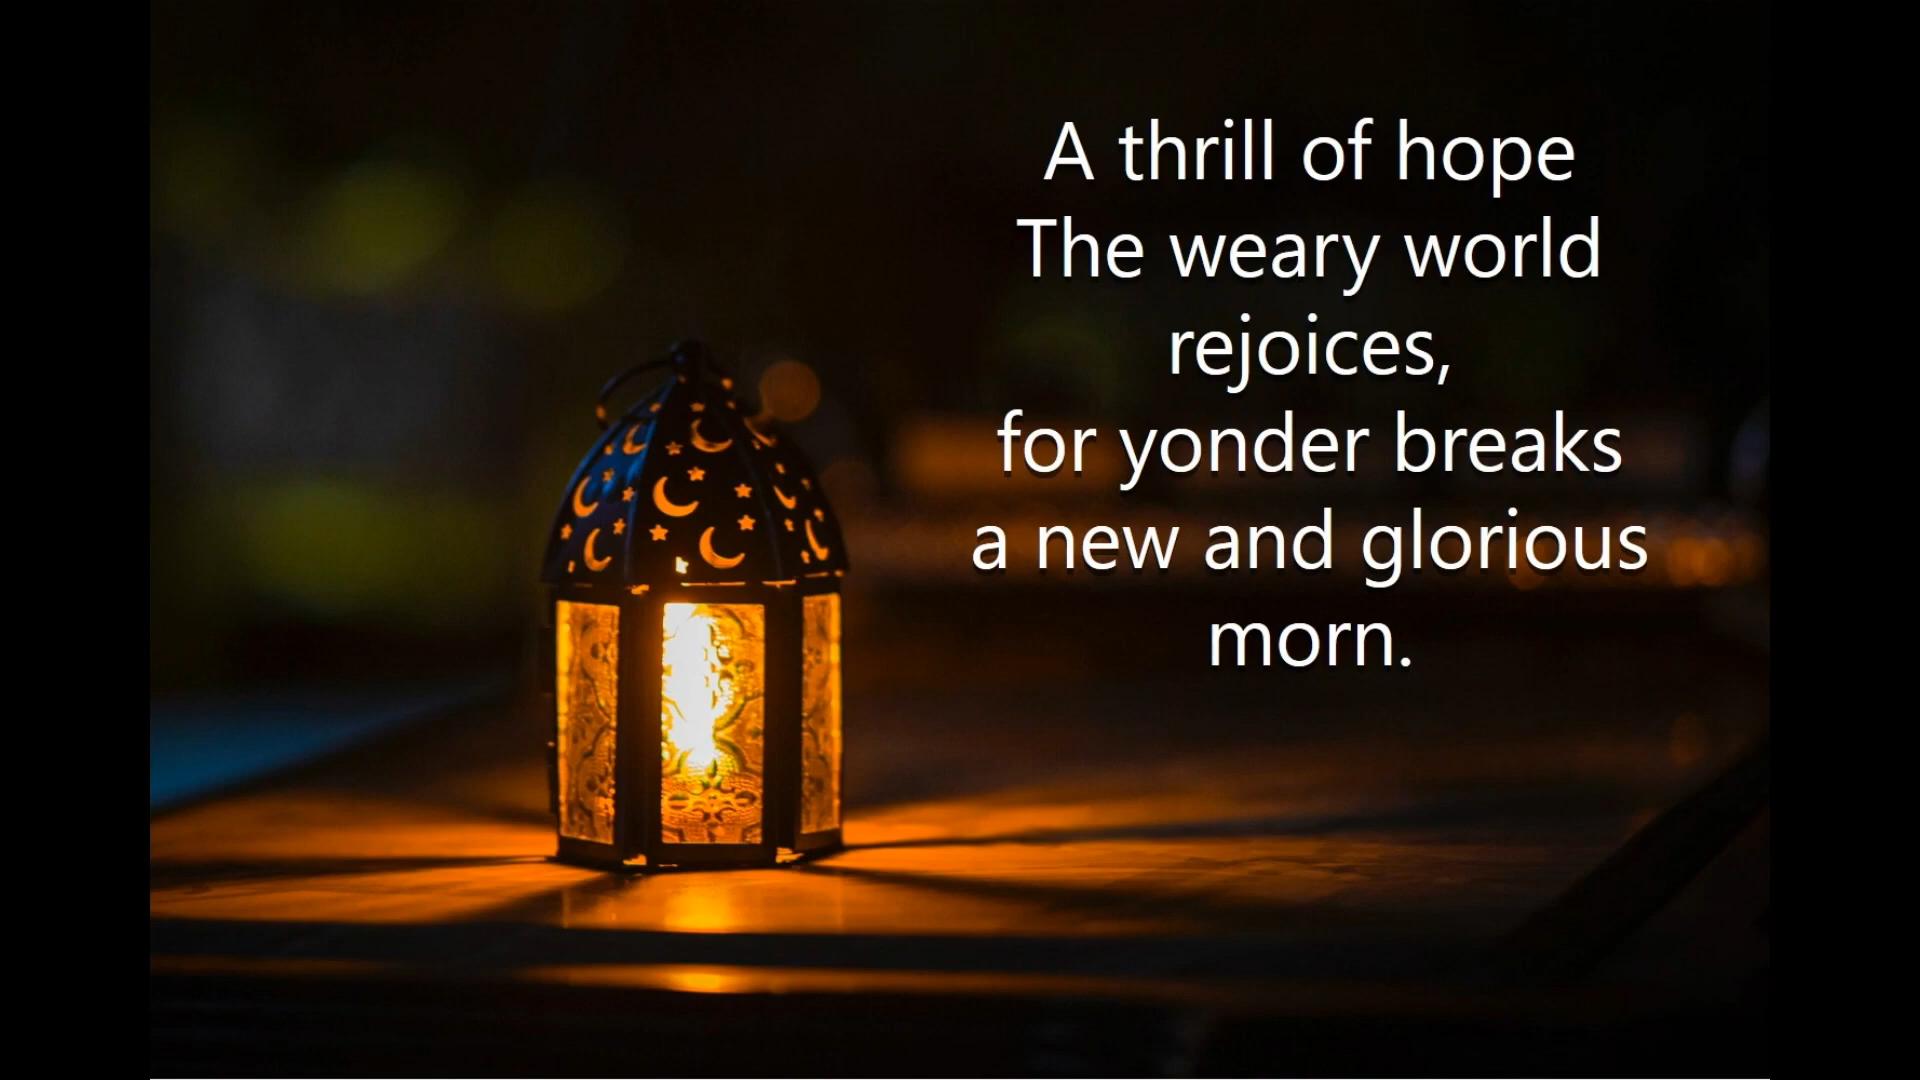 A thrill of hope
The weary world
rejoices,
for yonder breaks
a new and glorious
morn.